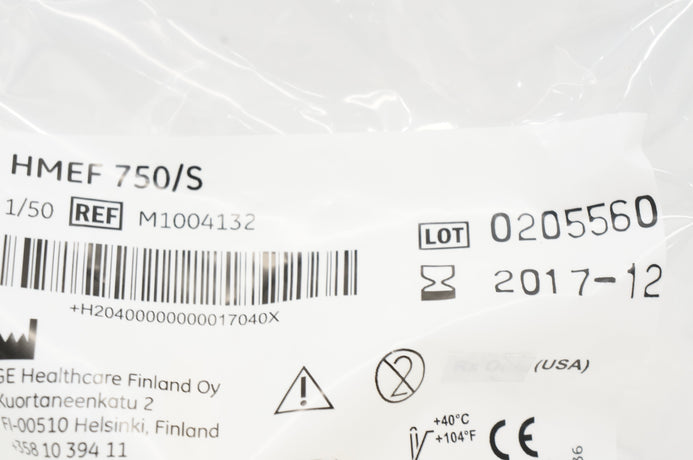 HMEF 750/S
1/50 REF M1004132
LOT 0205560
2017-12
+H20400000000017040X
GE Healthcare Finland Oy
Kuortaneenkatu 2
FI-00510 Helsinki, Finland
+358 10 394 11
2
(USA)
+40°C
+104°F
CE